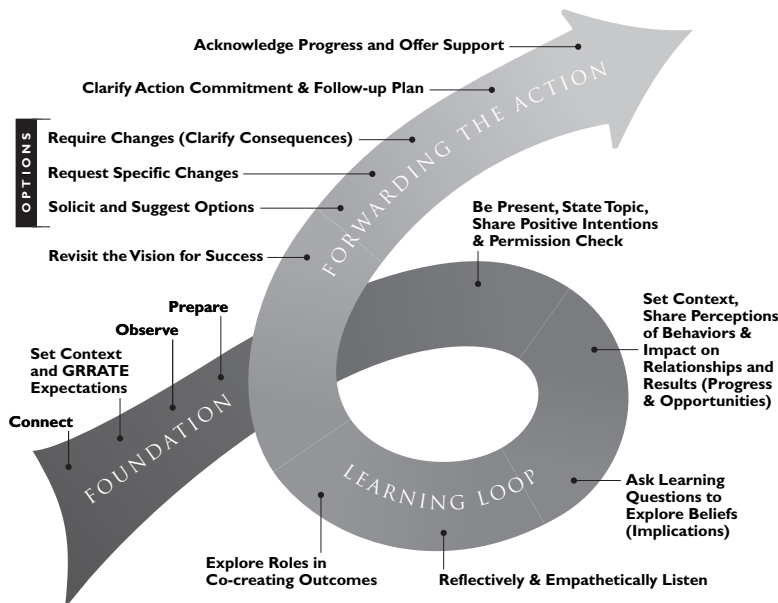 Acknowledge Progress and Offer Support
Clarify Action Commitment & Follow-up Plan
OPTIONS
Require Changes (Clarify Consequences)
Request Specific Changes
Solicit and Suggest Options
Revisit the Vision for Success
FORWARDING THE ACTION
Be Present, State Topic,
Share Positive Intentions
& Permission Check
Set Context,
Share Perceptions
of Behaviors &
Impact on
Relationships and
Results (Progress
& Opportunities)
Prepare
Observe
Set Context
and GRRATE
Expectations
Connect
FOUNDATION
LEARNING LOOP
Ask Learning
Questions to
Explore Beliefs
(Implications)
Explore Roles in
Co-creating Outcomes
Reflectively & Empathetically Listen